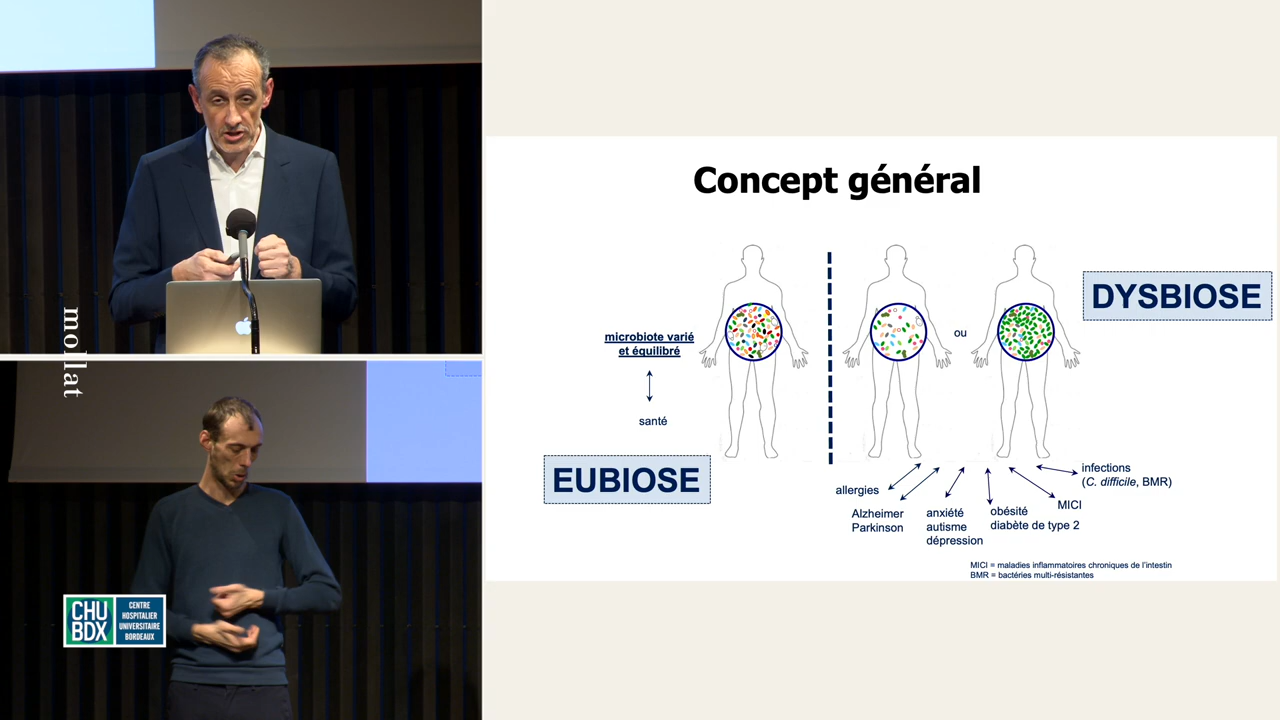 mollat
CHU
BDX
CENTRE
HOSPITALIER
UNIVERSITAIRE
BORDEAUX
Concept général
microbiote varié
et équilibré
santé
EUBIOSE
ou
DYSBIOSE
allergies
Alzheimer
Parkinson
anxiété
autisme
dépression
obésité
diabète de type 2
MICI
infections
(C. difficile, BMR)
MICI = maladies inflammatoires chroniques de l'intestin
BMR = bactéries multi-résistantes